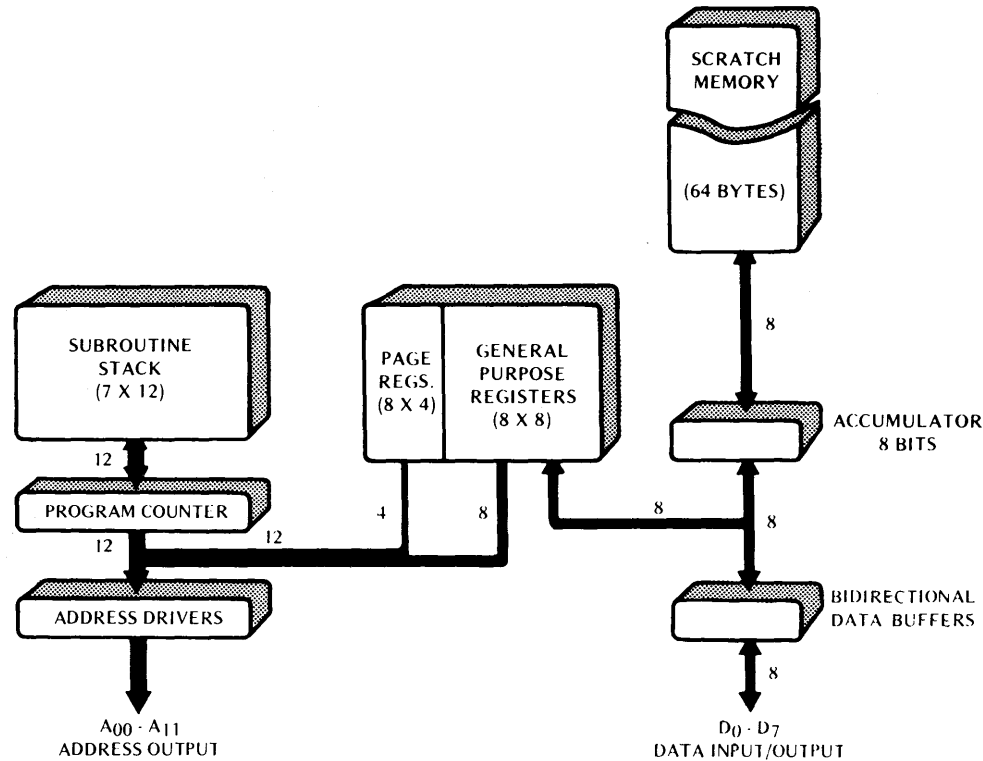 SCRATCH
MEMORY
(64 BYTES)
8
SUBROUTINE
STACK
(7 X 12)
PAGE
REGS.
(8 X 4)
GENERAL
PURPOSE
REGISTERS
(8 X 8)
ACCUMULATOR
8 BITS
12
PROGRAM COUNTER
12
12
4
8
8
8
ADDRESS DRIVERS
BIDIRECTIONAL
DATA BUFFERS
8
A00 - A11
ADDRESS OUTPUT
D0 - D7
DATA INPUT/OUTPUT